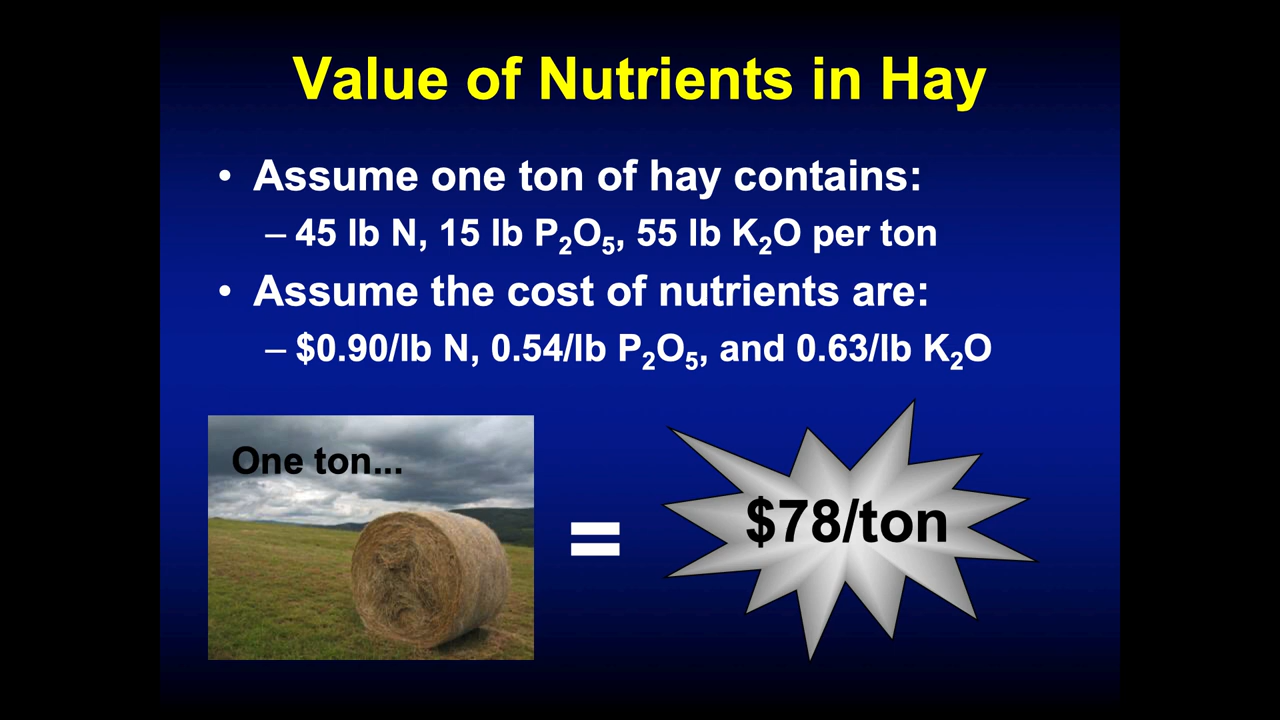 Value of Nutrients in Hay
• Assume one ton of hay contains:
– 45 lb N, 15 lb P₂O₅, 55 lb K₂O per ton
• Assume the cost of nutrients are:
– $0.90/lb N, 0.54/lb P₂O₅, and 0.63/lb K₂O
One ton...
=
$78/ton